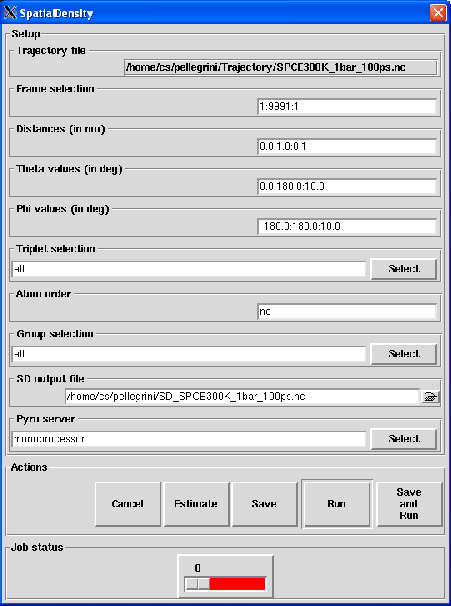 SpatialDensity
Setup
Trajectory file
/home/cs/pellegrini/Trajectory/SPCE300K_1bar_100ps.nc
Frame selection
1:9991:1
Distances (in nm)
0.0:1.0:0.1
Theta values (in deg)
0.0:180.0:10.0
Phi values (in deg)
-180.0:180.0:10.0
Triplet selection
all
Select
Atom order
no
Group selection
all
Select
SD output file
/home/cs/pellegrini/SD_SPCE300K_1bar_100ps.nc
Pyro server
monoprocessor
Select
Actions
Cancel Estimate Save Run Save and Run
Job status
0